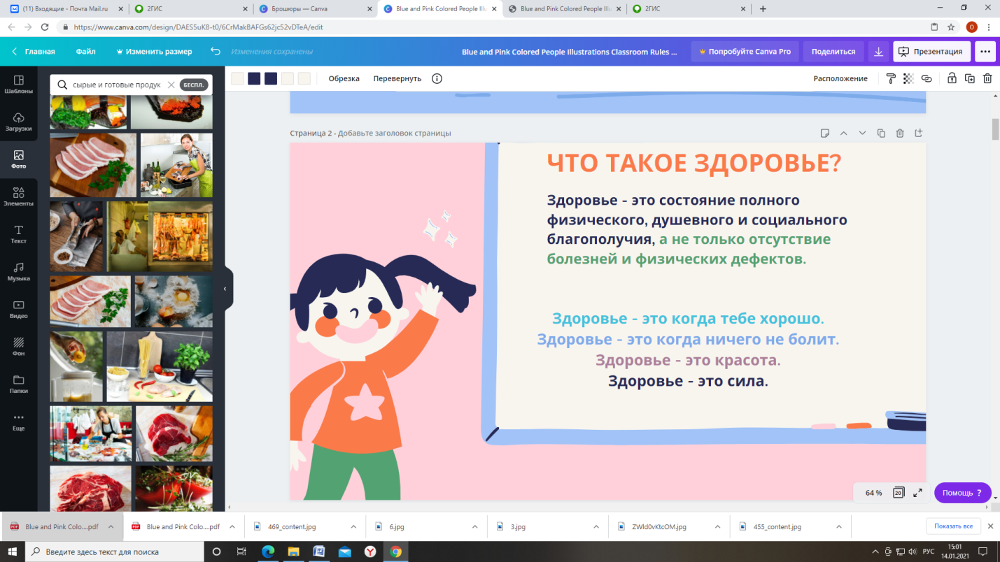 (11) Входящие - Почта Mail.ru
2ГИС
Брошюры — Canva
Blue and Pink Colored People Illu
Blue and Pink Colored People Illu
2ГИС
https://www.canva.com/design/DAES5uK8-t0/6CrMakBAFGs62jc52vDTeA/edit
О
Главная
Файл
Изменить размер
Изменения сохранены
Blue and Pink Colored People Illustrations Classroom Rules ...
Попробуйте Canva Pro
Поделиться
Презентация
Шаблоны
Загрузки
Фото
Элементы
Текст
Музыка
Видео
Фон
Папки
Еще
сырые и готовые продук
БЕСПЛ.
Обрезка
Перевернуть
Расположение
Страница 2 - Добавьте заголовок страницы
ЧТО ТАКОЕ ЗДОРОВЬЕ?
Здоровье - это состояние полного
физического, душевного и социального
благополучия, а не только отсутствие
болезней и физических дефектов.
Здоровье - это когда тебе хорошо.
Здоровье - это когда ничего не болит.
Здоровье - это красота.
Здоровье - это сила.
64 %
20
Помощь ?
Blue and Pink Colo....pdf
Blue and Pink Colo....pdf
469_content.jpg
6.jpg
3.jpg
ZWld0vKtcOM.jpg
455_content.jpg
Показать все
Введите здесь текст для поиска
РУС
15:01
14.01.2021